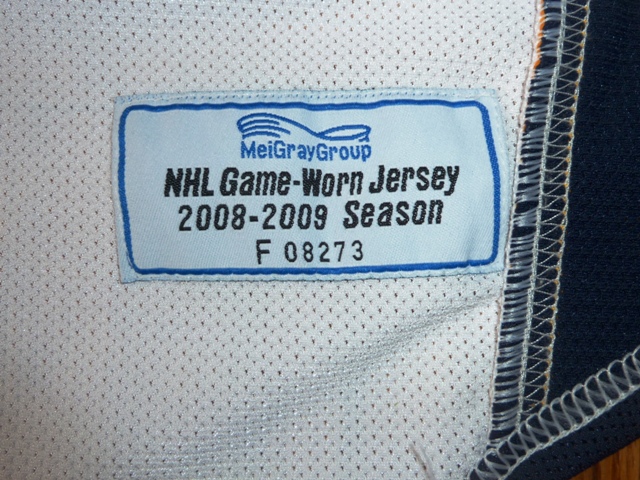 MeiGrayGroup
NHL Game-Worn Jersey
2008-2009 Season
F 08273